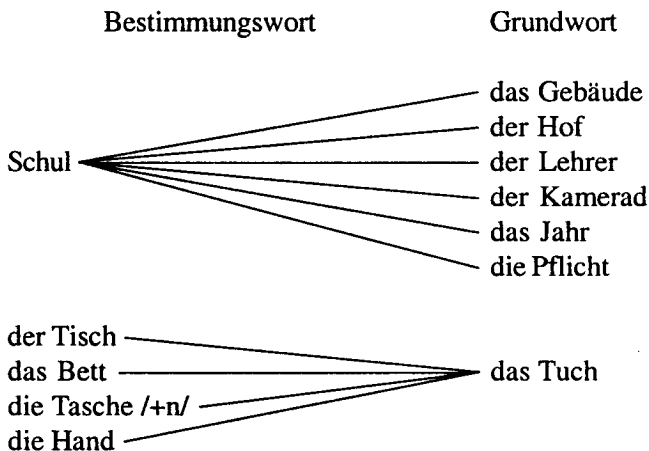 Bestimmungswort Grundwort
das Gebäude
der Hof
Schul der Lehrer
der Kamerad
das Jahr
die Pflicht
der Tisch
das Bett das Tuch
die Tasche /+n/
die Hand